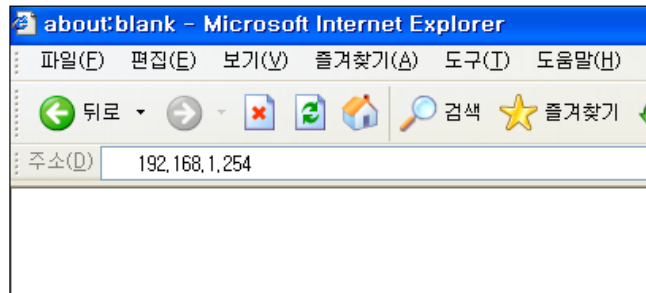 about:blank - Microsoft Internet Explorer
파일(F) 편집(E) 보기(V) 즐겨찾기(A) 도구(T) 도움말(H)
뒤로 검색 즐겨찾기
주소(D) 192,168,1,254